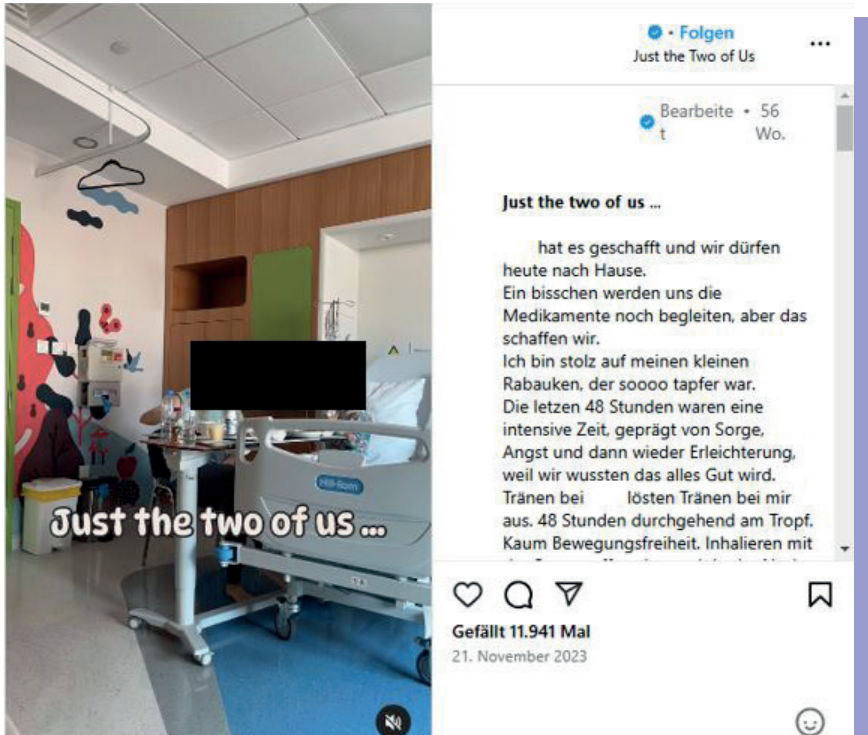 Just the two of us ...
Hill-Rom
• Folgen
Just the Two of Us
Bearbeite • 56
t Wo.
Just the two of us ...
hat es geschafft und wir dürfen
heute nach Hause.
Ein bisschen werden uns die
Medikamente noch begleiten, aber das
schaffen wir.
Ich bin stolz auf meinen kleinen
Rabauken, der soooo tapfer war.
Die letzen 48 Stunden waren eine
intensive Zeit, geprägt von Sorge,
Angst und dann wieder Erleichterung,
weil wir wussten das alles Gut wird.
Tränen bei lösten Tränen bei mir
aus. 48 Stunden durchgehend am Tropf.
Kaum Bewegungsfreiheit. Inhalieren mit
Gefällt 11.941 Mal
21. November 2023